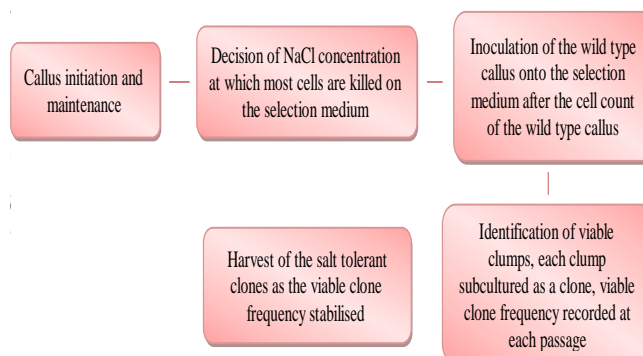 Callus initiation and
maintenance
Decision of NaCl concentration
at which most cells are killed on
the selection medium
Inoculation of the wild type
callus onto the selection
medium after the cell count
of the wild type callus
Identification of viable
clumps, each clump
subcultured as a clone, viable
clone frequency recorded at
each passage
Harvest of the salt tolerant
clones as the viable clone
frequency stabilised